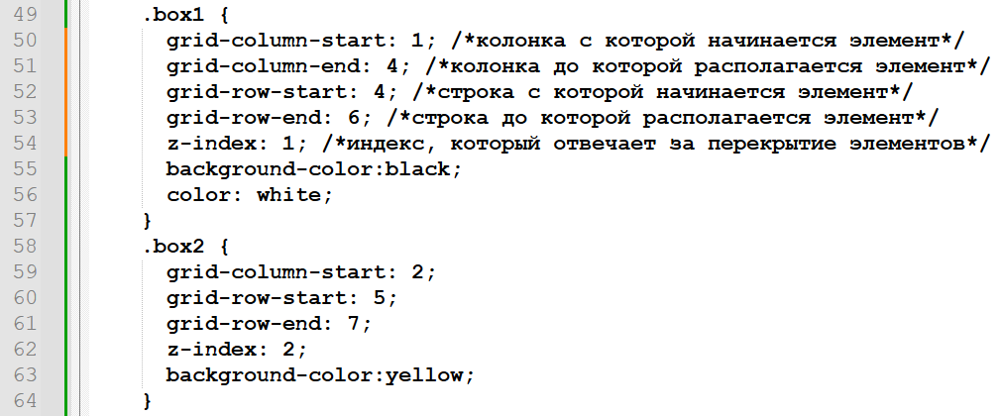 49 .box1 {
50 grid-column-start: 1; /*колонка с которой начинается элемент*/
51 grid-column-end: 4; /*колонка до которой располагается элемент*/
52 grid-row-start: 4; /*строка с которой начинается элемент*/
53 grid-row-end: 6; /*строка до которой располагается элемент*/
54 z-index: 1; /*индекс, который отвечает за перекрытие элементов*/
55 background-color:black;
56 color: white;
57 }
58 .box2 {
59 grid-column-start: 2;
60 grid-row-start: 5;
61 grid-row-end: 7;
62 z-index: 2;
63 background-color:yellow;
64 }